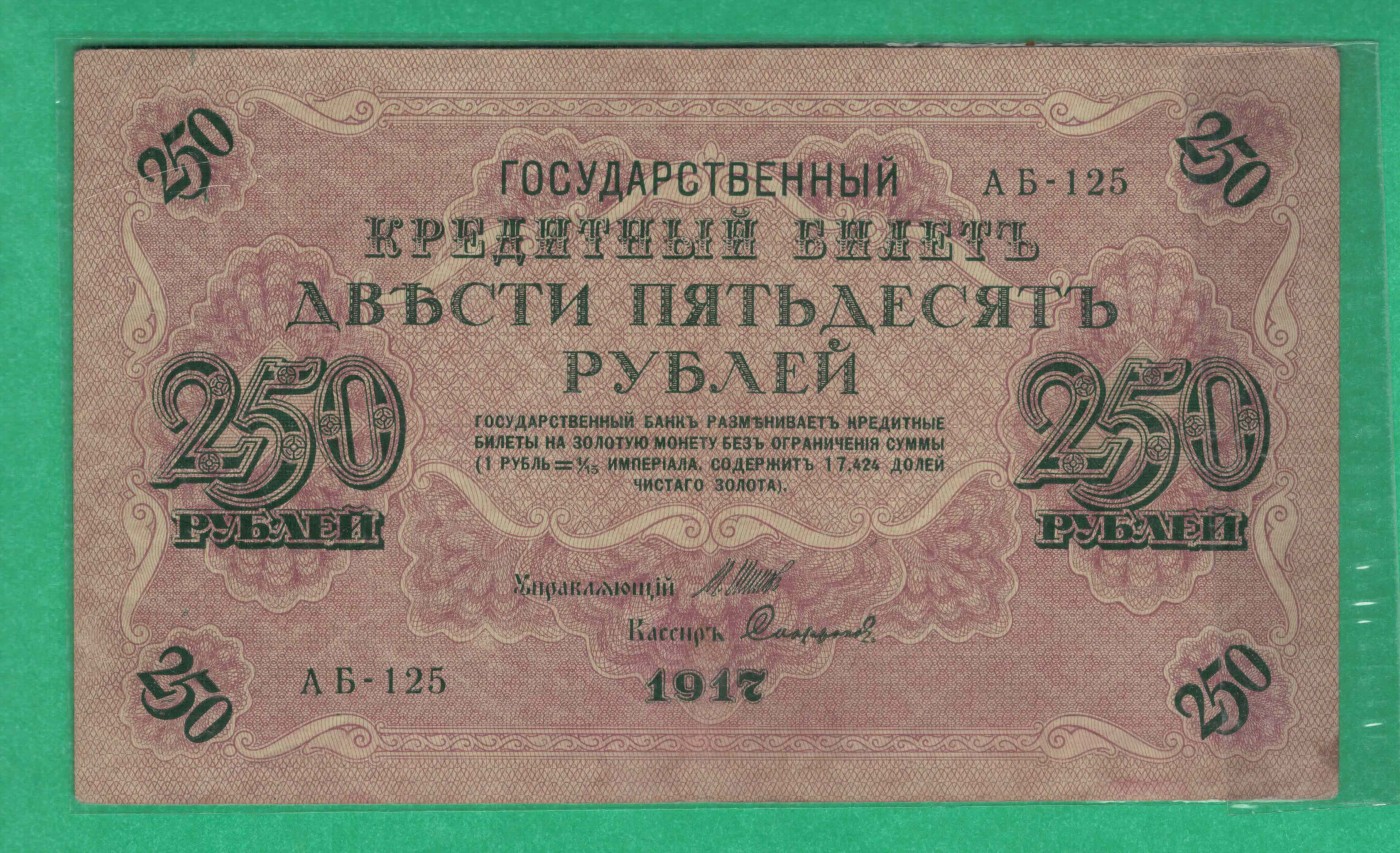 250
250
ГОСУДАРСТВЕННЫЙ
АБ-125
КРЕДИТНЫЙ БИЛЕТЪ
ДВѢСТИ ПЯТЬДЕСЯТЪ
РУБЛЕЙ
250
РУБЛЕЙ
ГОСУДАРСТВЕННЫЙ БАНКЪ РАЗМѢНИВАЕТЪ КРЕДИТНЫЕ
БИЛЕТЫ НА ЗОЛОТУЮ МОНЕТУ БЕЗЪ ОГРАНИЧЕНІЯ СУММЫ
(1 РУБЛЬ = 1/15 ИМПЕРІАЛА, СОДЕРЖИТЪ 17,424 ДОЛЕЙ
ЧИСТАГО ЗОЛОТА).
250
РУБЛЕЙ
Управляющій
Кассиръ
АБ-125
1917
250
250